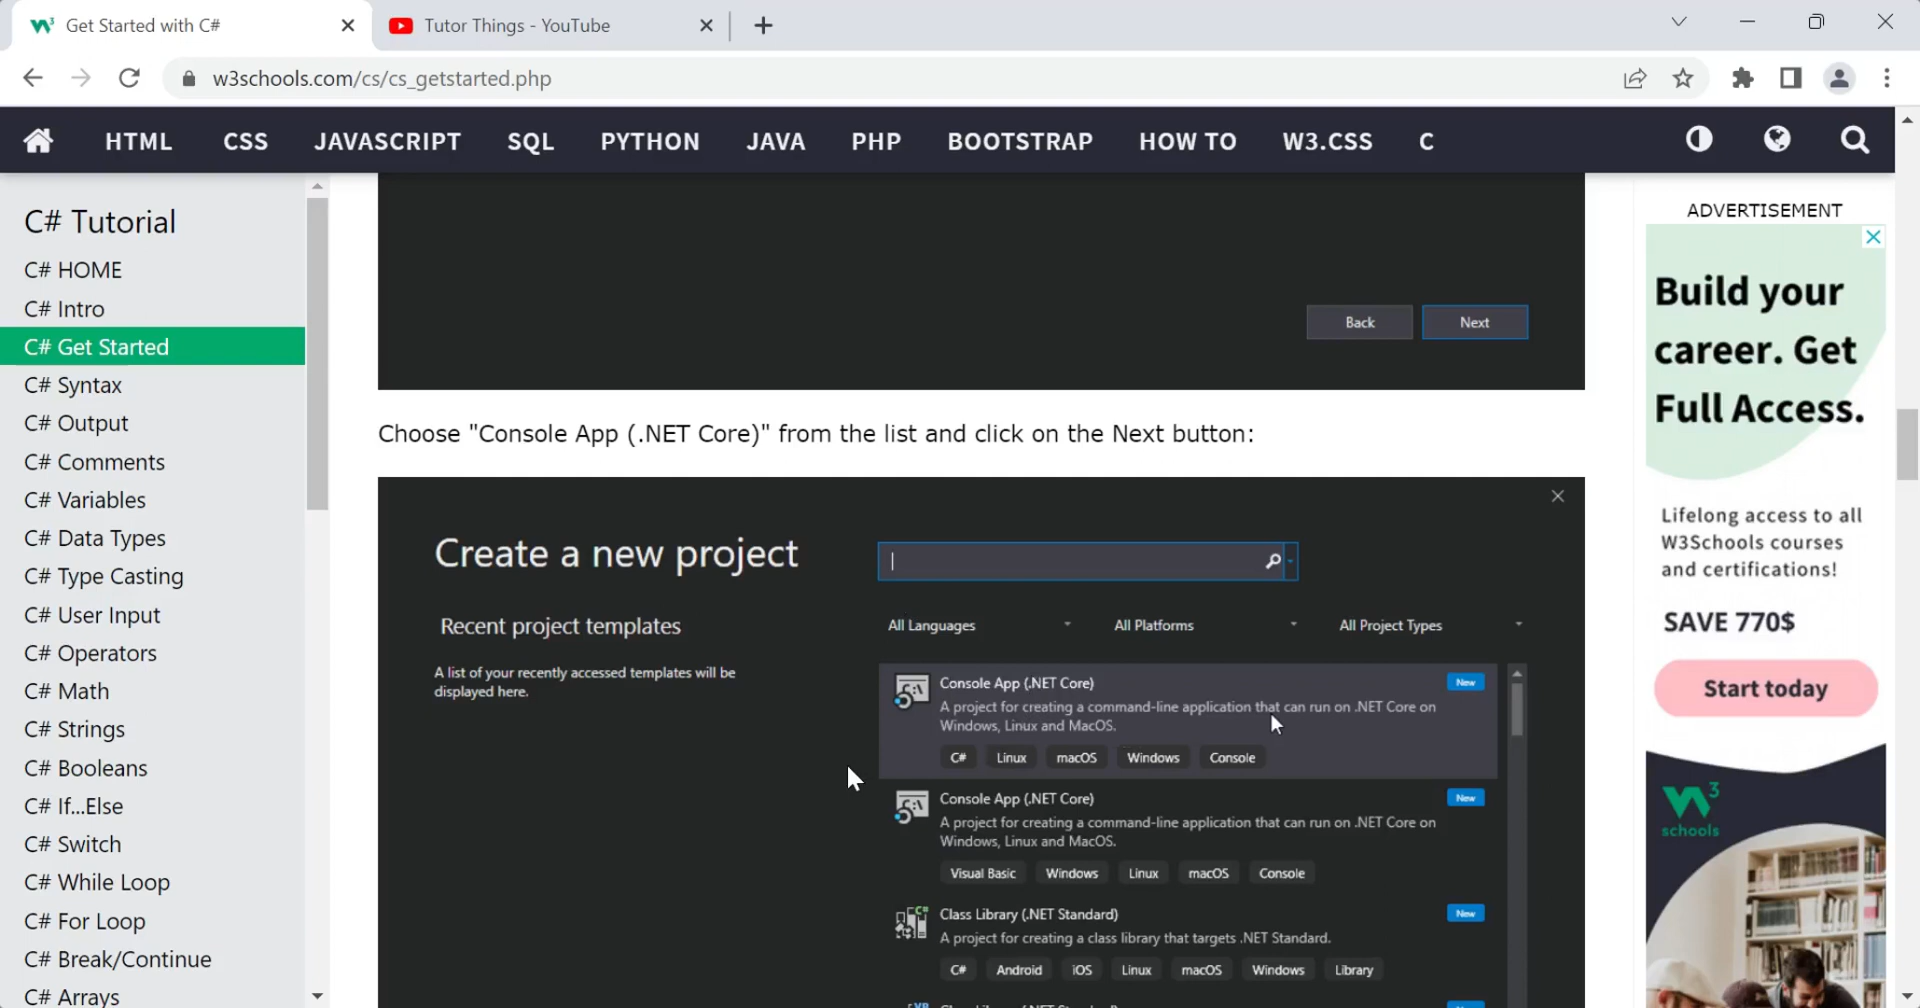 Get Started with C#
Tutor Things - YouTube
w3schools.com/cs/cs_getstarted.php
HTML CSS JAVASCRIPT SQL PYTHON JAVA PHP BOOTSTRAP HOW TO W3.CSS C
C# Tutorial
C# HOME
C# Intro
C# Get Started
C# Syntax
C# Output
C# Comments
C# Variables
C# Data Types
C# Type Casting
C# User Input
C# Operators
C# Math
C# Strings
C# Booleans
C# If...Else
C# Switch
C# While Loop
C# For Loop
C# Break/Continue
C# Arrays
Back Next
Choose "Console App (.NET Core)" from the list and click on the Next button:
Create a new project
Recent project templates
A list of your recently accessed templates will be
displayed here.
All Languages All Platforms All Project Types
Console App (.NET Core) New
A project for creating a command-line application that can run on .NET Core on
Windows, Linux and MacOS.
C# Linux macOS Windows Console
Console App (.NET Core) New
A project for creating a command-line application that can run on .NET Core on
Windows, Linux and MacOS.
Visual Basic Windows Linux macOS Console
Class Library (.NET Standard) New
A project for creating a class library that targets .NET Standard.
C# Android iOS Linux macOS Windows Library
ADVERTISEMENT
Build your
career. Get
Full Access.
Lifelong access to all
W3Schools courses
and certifications!
SAVE 770$
Start today
W3
schools